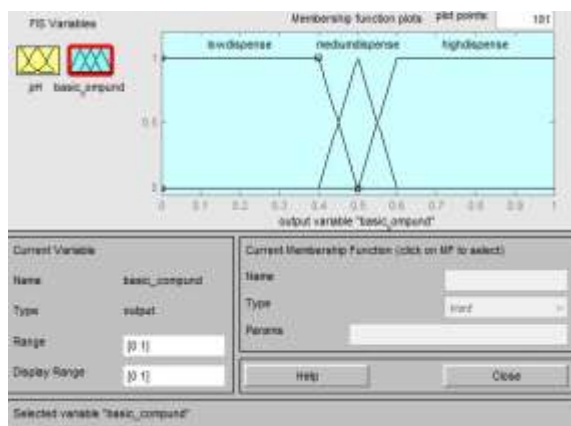 FIS Variables
Membership function plots plot points: 181
lowdispense mediumdispense highdispense
pH basic_ompund
1
0.5
0
0 0.1 0.2 0.3 0.4 0.5 0.6 0.7 0.8 0.9 1
output variable "basic_ompund"
Current Variable
Current Membership Function (click on MF to select)
Name basic_compund
Name
Type output
Type trimf
Params
Range [0 1]
Display Range [0 1]
Help Close
Selected variable "basic_compund"